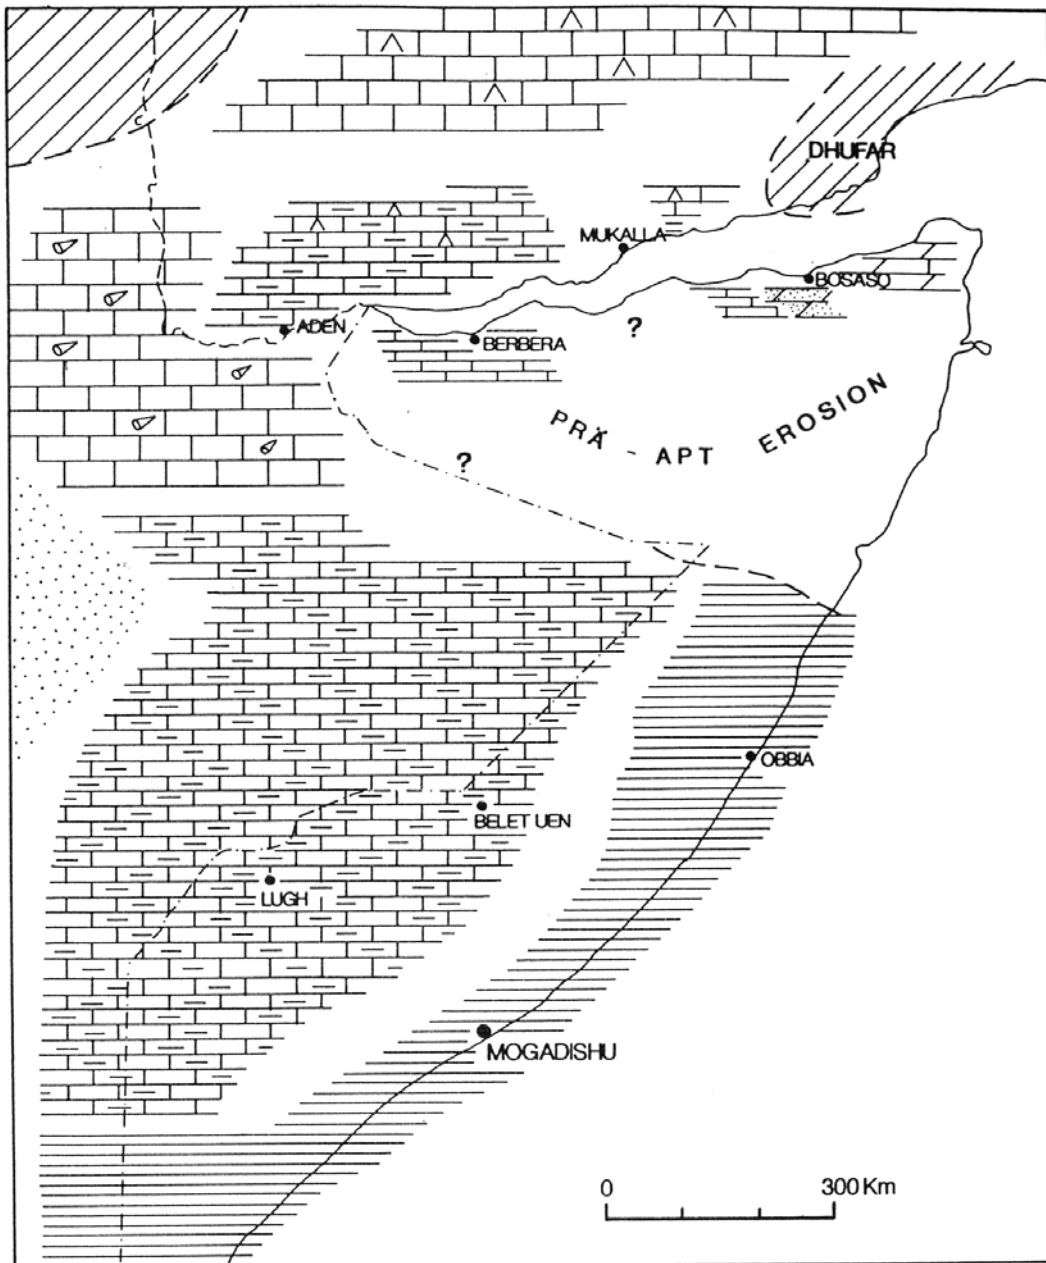 DHUFAR
MUKALLA
BOSASO
ADEN
?
BERBERA
PRÄ - APT EROSION
?
OBBIA
BELET UEN
LUGH
MOGADISHU
0 300 Km